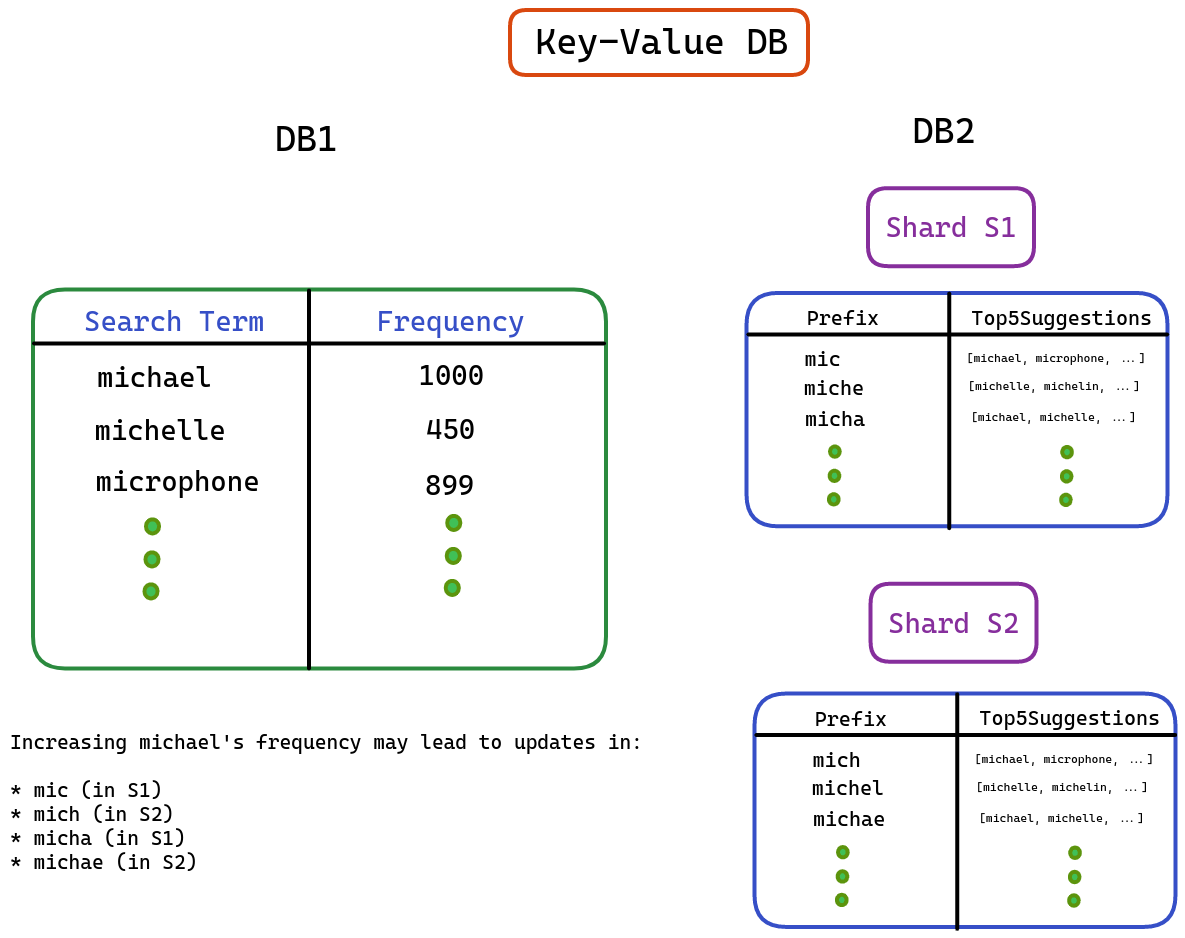 Key-Value DB
DB1
Search Term Frequency
michael 1000
michelle 450
microphone 899
Increasing michael's frequency may lead to updates in:
* mic (in S1)
* mich (in S2)
* micha (in S1)
* michae (in S2)
DB2
Shard S1
Prefix Top5Suggestions
mic [michael, microphone, ...]
miche [michelle, michelin, ...]
micha [michael, michelle, ...]
Shard S2
Prefix Top5Suggestions
mich [michael, microphone, ...]
michel [michelle, michelin, ...]
michae [michael, michelle, ...]